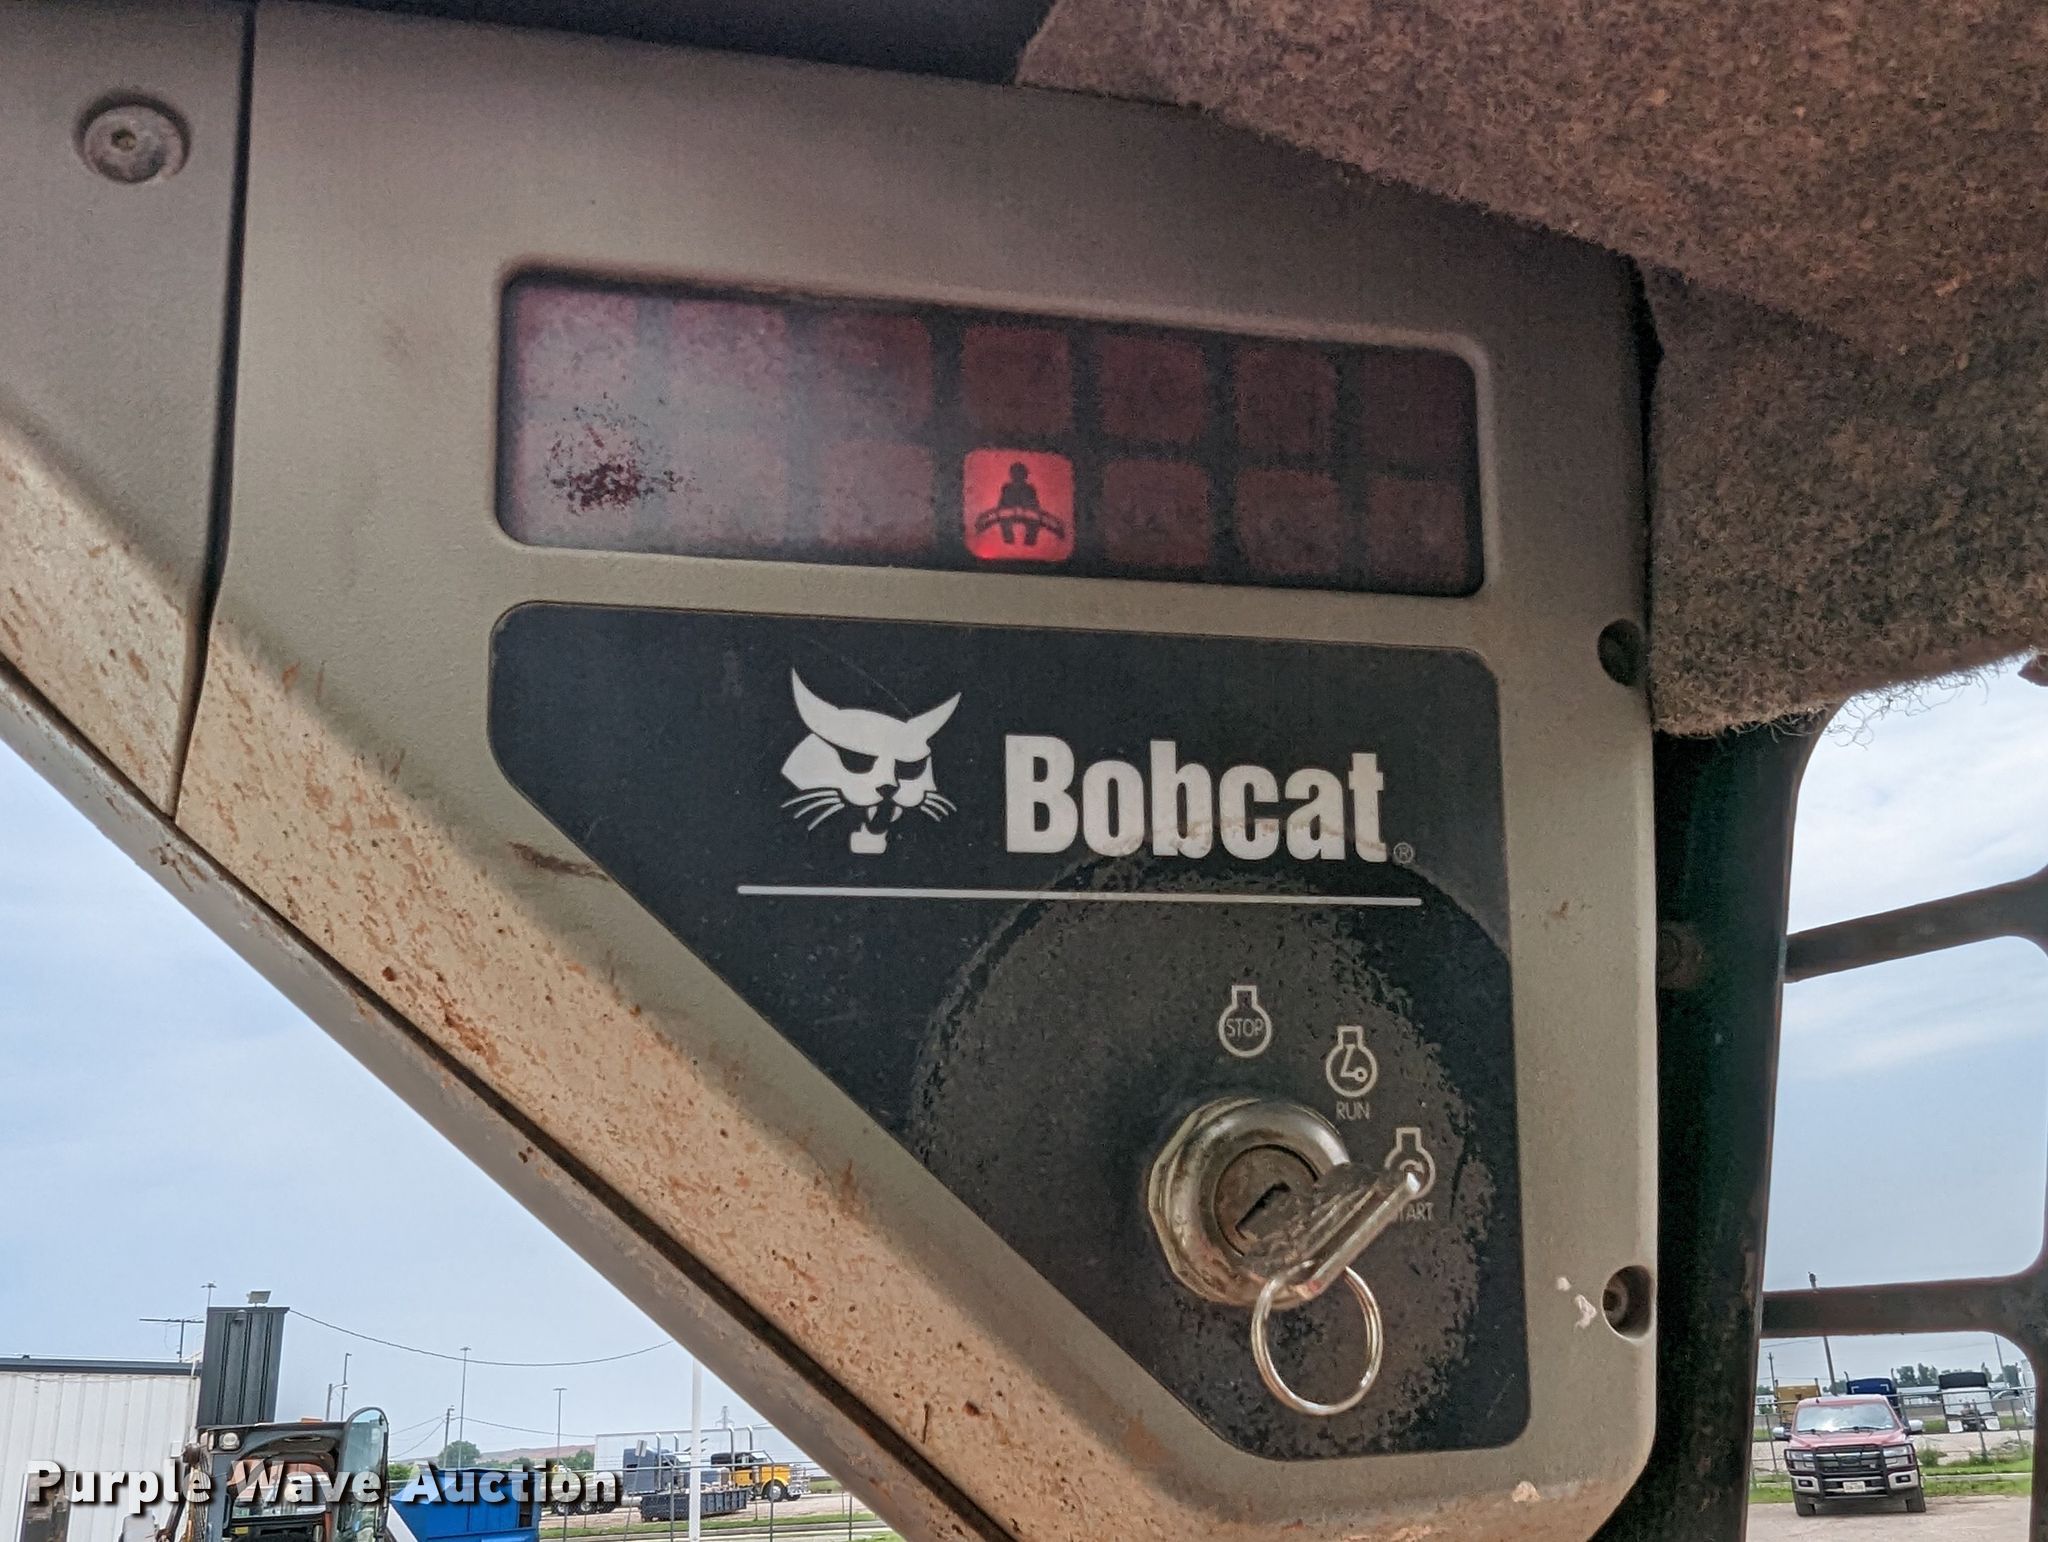 Bobcat®
STOP
RUN
START
Purple Wave Auction